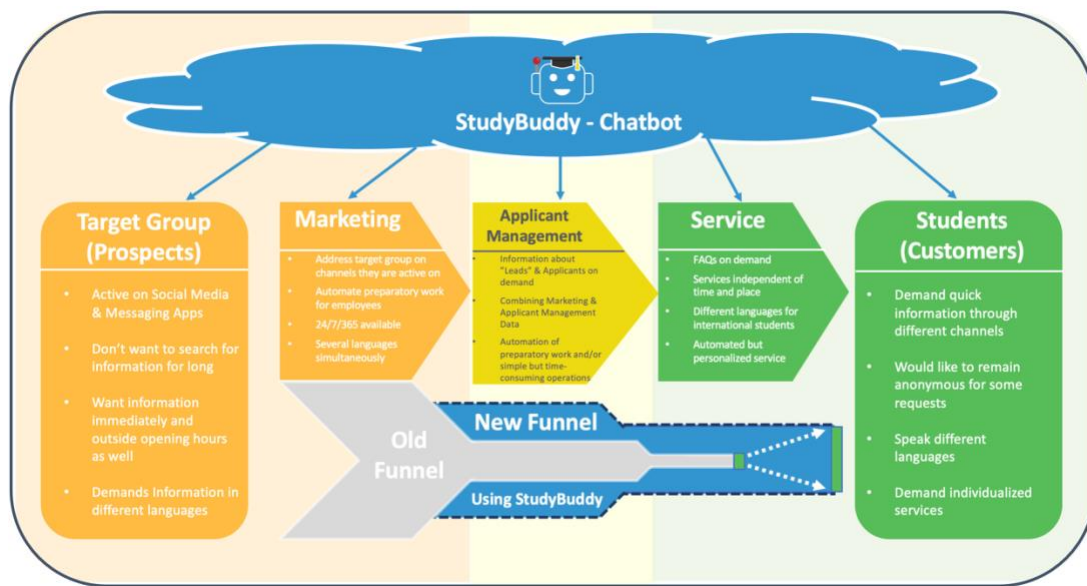 StudyBuddy - Chatbot
Target Group
(Prospects)
• Active on Social Media
& Messaging Apps
• Don't want to search for
information for long
• Want information
immediately and
outside opening hours
as well
• Demands Information in
different languages
Marketing
• Address target group on
channels they are active on
• Automate preparatory work
for employees
• 24/7/365 available
• Several languages
simultaneously
Applicant
Management
• Information about
"Leads" & Applicants on
demand
• Combining Marketing &
Applicant Management
Data
• Automation of
preparatory work and/or
simple but time-
consuming operations
Service
• FAQs on demand
• Services independent of
time and place
• Different languages for
international students
• Automated but
personalized service
Students
(Customers)
• Demand quick
information through
different channels
• Would like to remain
anonymous for some
requests
• Speak different
languages
• Demand individualized
services
Old
Funnel
New Funnel
Using StudyBuddy